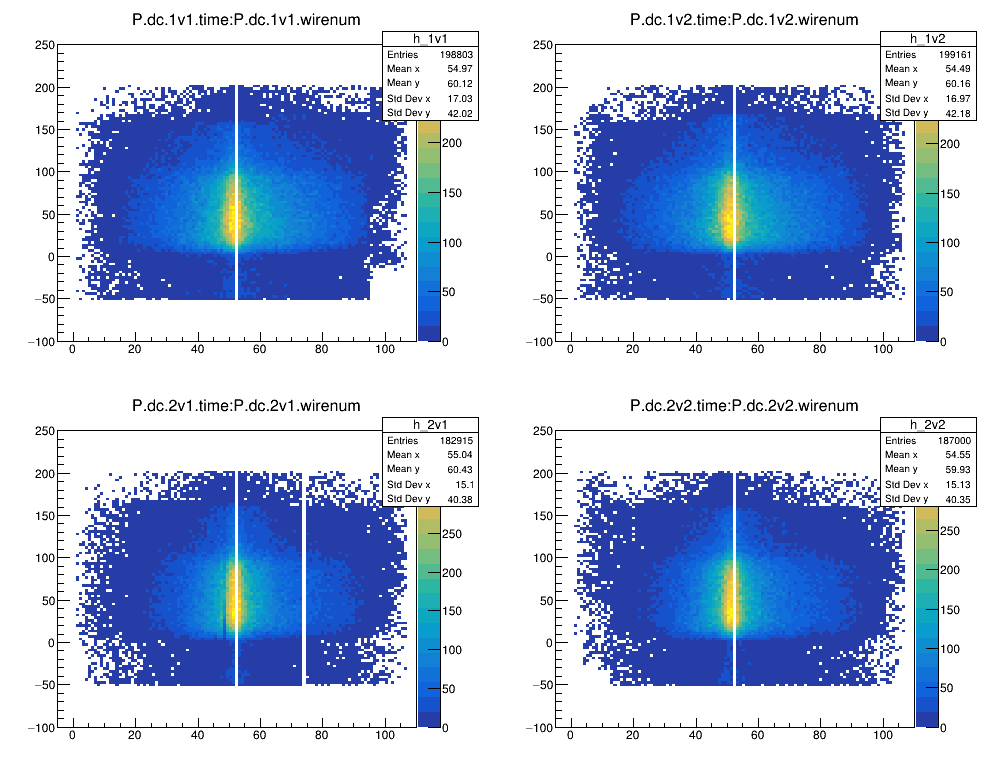 P.dc.1v1.time:P.dc.1v1.wirenum
h_1v1
Entries 198803
Mean x 54.97
Mean y 60.12
Std Dev x 17.03
Std Dev y 42.02
250
200
150
100
50
0
−50
−100
0 20 40 60 80 100
200
150
100
50
0
P.dc.1v2.time:P.dc.1v2.wirenum
h_1v2
Entries 199161
Mean x 54.49
Mean y 60.16
Std Dev x 16.97
Std Dev y 42.18
250
200
150
100
50
0
−50
−100
0 20 40 60 80 100
200
150
100
50
0
P.dc.2v1.time:P.dc.2v1.wirenum
h_2v1
Entries 182915
Mean x 55.04
Mean y 60.43
Std Dev x 15.1
Std Dev y 40.38
250
200
150
100
50
0
−50
−100
0 20 40 60 80 100
250
200
150
100
50
0
P.dc.2v2.time:P.dc.2v2.wirenum
h_2v2
Entries 187000
Mean x 54.55
Mean y 59.93
Std Dev x 15.13
Std Dev y 40.35
250
200
150
100
50
0
−50
−100
0 20 40 60 80 100
250
200
150
100
50
0